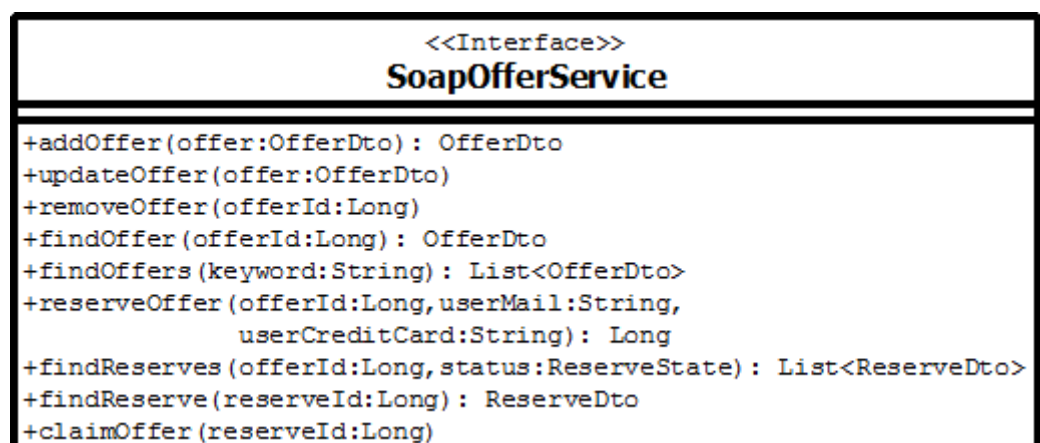 <<Interface>>
SoapOfferService
+addOffer(offer:OfferDto): OfferDto
+updateOffer(offer:OfferDto)
+removeOffer(offerId:Long)
+findOffer(offerId:Long): OfferDto
+findOffers(keyword:String): List<OfferDto>
+reserveOffer(offerId:Long,userMail:String,
userCreditCard:String): Long
+findReserves(offerId:Long,status:ReserveState): List<ReserveDto>
+findReserve(reserveId:Long): ReserveDto
+claimOffer(reserveId:Long)